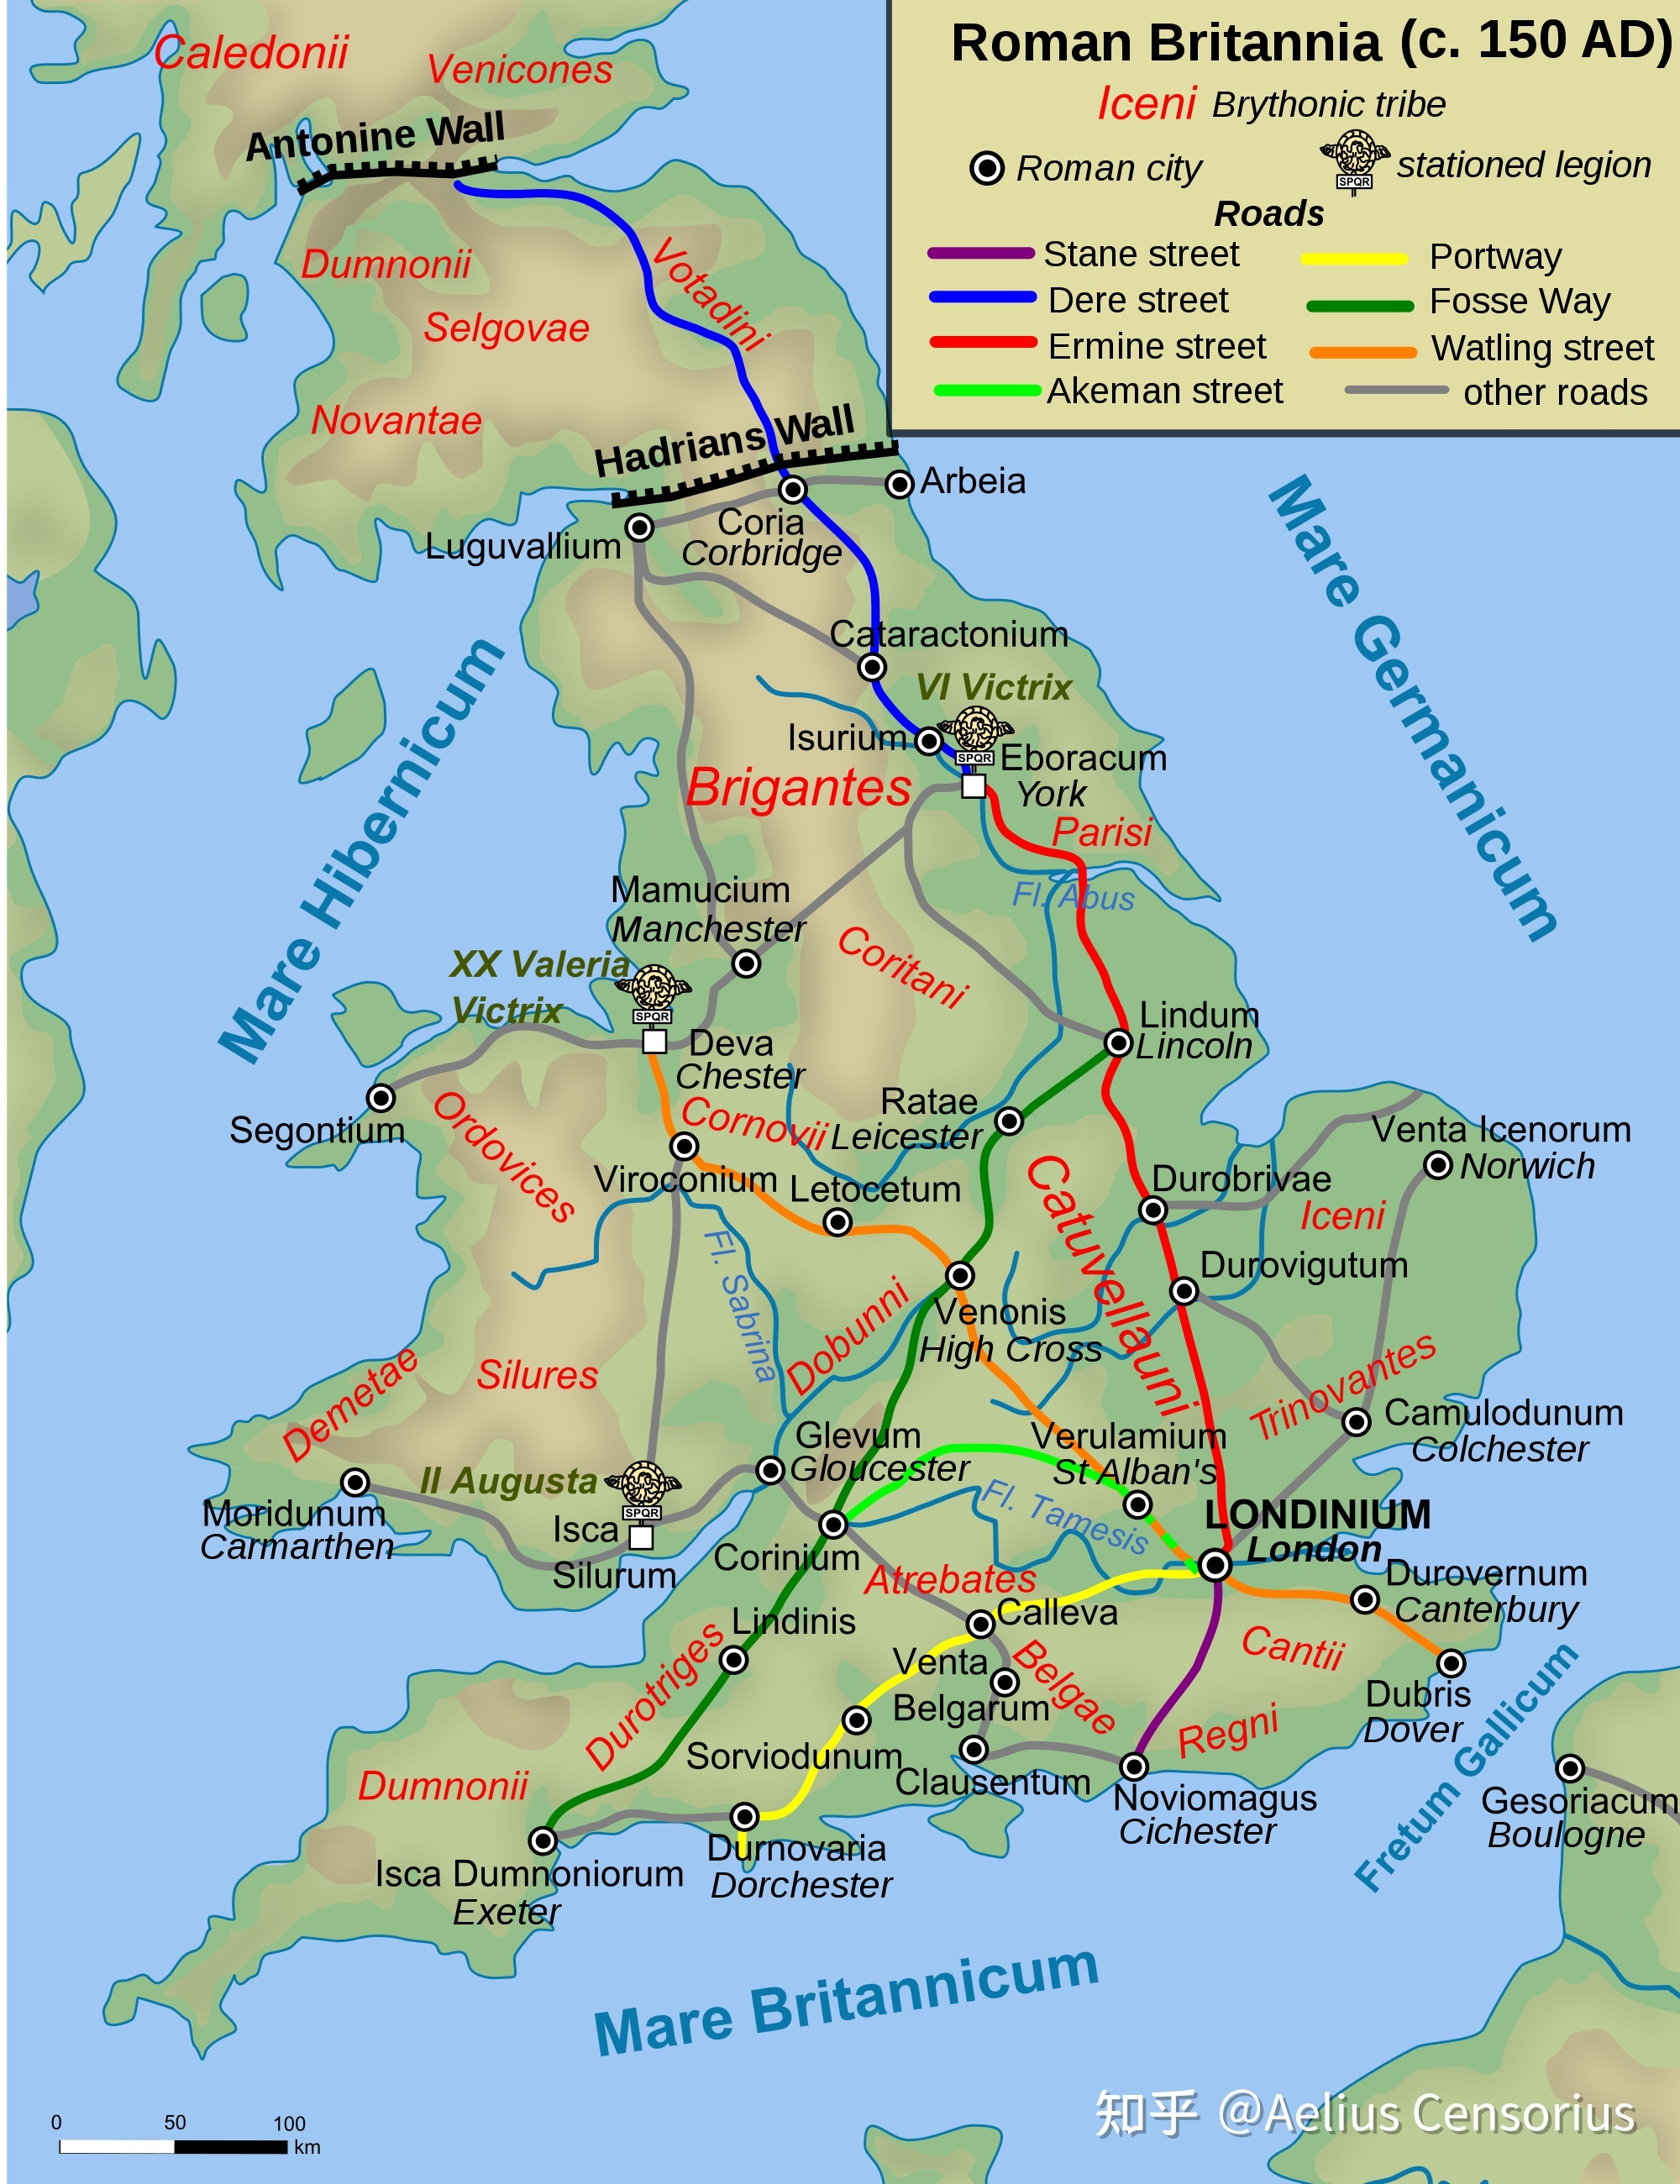 Roman Britannia (c. 150 AD)
Iceni Brythonic tribe
Roman city
SPQR
stationed legion
Roads
Stane street
Portway
Dere street
Fosse Way
Ermine street
Watling street
Akeman street
other roads
Caledonii
Venicones
Antonine Wall
Dumnonii
Votadini
Selgovae
Novantae
Hadrians Wall
Arbeia
Luguvallium
Coria
Corbridge
Mare Germanicum
Mare Hibernicum
Cataractonium
VI Victrix
Isurium
SPQR
Eboracum
York
Brigantes
Parisi
Fl. Abus
Mamucium
Manchester
Coritani
XX Valeria
Victrix
SPQR
Deva
Chester
Lindum
Lincoln
Segontium
Ordovices
Cornovii
Ratae
Leicester
Venta Icenorum
Norwich
Viroconium
Letocetum
Catuvellauni
Durobrivae
Iceni
Fl. Sabrina
Durovigutum
Dobunni
Venonis
High Cross
Demetae
Silures
Trinovantes
Camulodunum
Colchester
Glevum
Gloucester
Verulamium
St Alban's
II Augusta
SPQR
Moridunum
Carmarthen
Isca
Silurum
Fl. Tamesis
LONDINIUM
London
Corinium
Atrebates
Durovernum
Canterbury
Lindinis
Calleva
Cantii
Durotriges
Venta
Belgarum
Belgae
Dubris
Dover
Regni
Sorviodunum
Clausentum
Dumnonii
Noviomagus
Cichester
Fretum Gallicum
Gesoriacum
Boulogne
Durnovaria
Dorchester
Isca Dumnoniorum
Exeter
Mare Britannicum
知乎 @Aelius Censorius
0 50 100
km